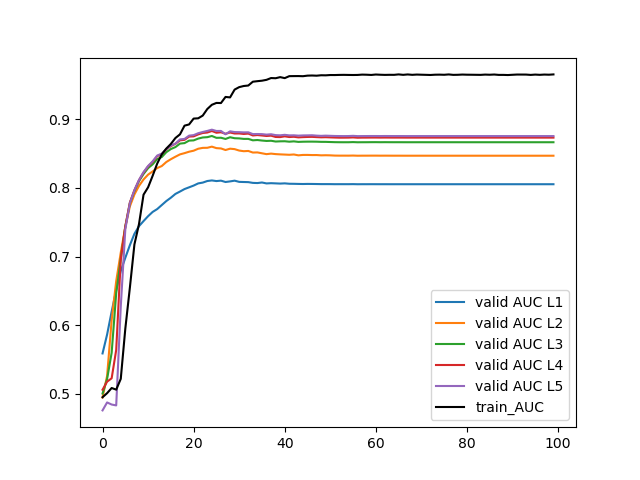 0.9
0.8
0.7
0.6
0.5
0 20 40 60 80 100
valid AUC L1
valid AUC L2
valid AUC L3
valid AUC L4
valid AUC L5
train_AUC